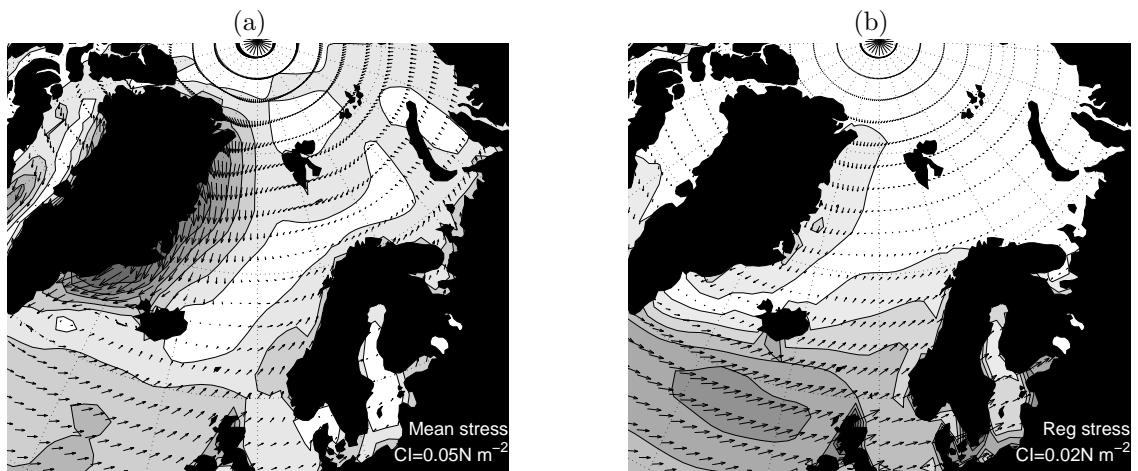 (a)
Mean stress
CI=0.05N m⁻²
(b)
Reg stress
CI=0.02N m⁻²